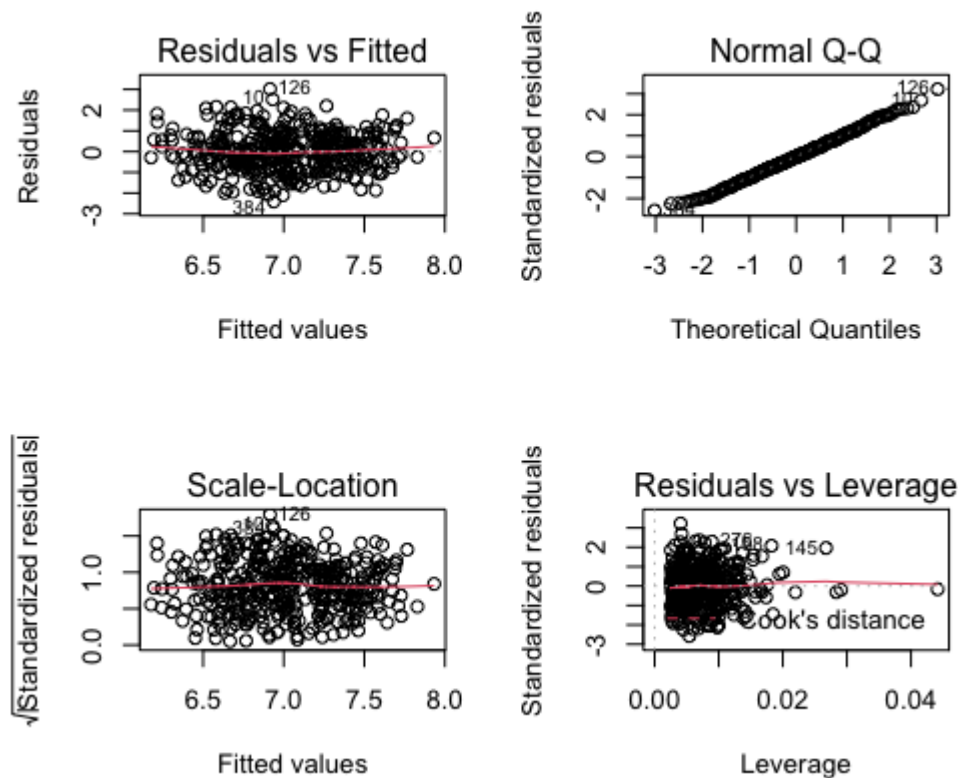 Residuals vs Fitted
Residuals
2
0
-3
126
10
384
6.5 7.0 7.5 8.0
Fitted values
Normal Q-Q
Standardized residuals
2
0
-2
126
-3 -2 -1 0 1 2 3
Theoretical Quantiles
Scale-Location
√|Standardized residuals|
1.0
0.0
126
6.5 7.0 7.5 8.0
Fitted values
Residuals vs Leverage
Standardized residuals
2
0
-3
145
Cook's distance
0.00 0.02 0.04
Leverage